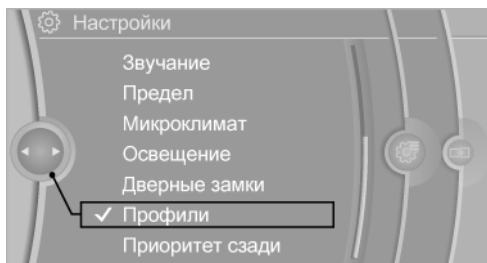 Настройки
Звучание
Предел
Микроклимат
Освещение
Дверные замки
Профили
Приоритет сзади